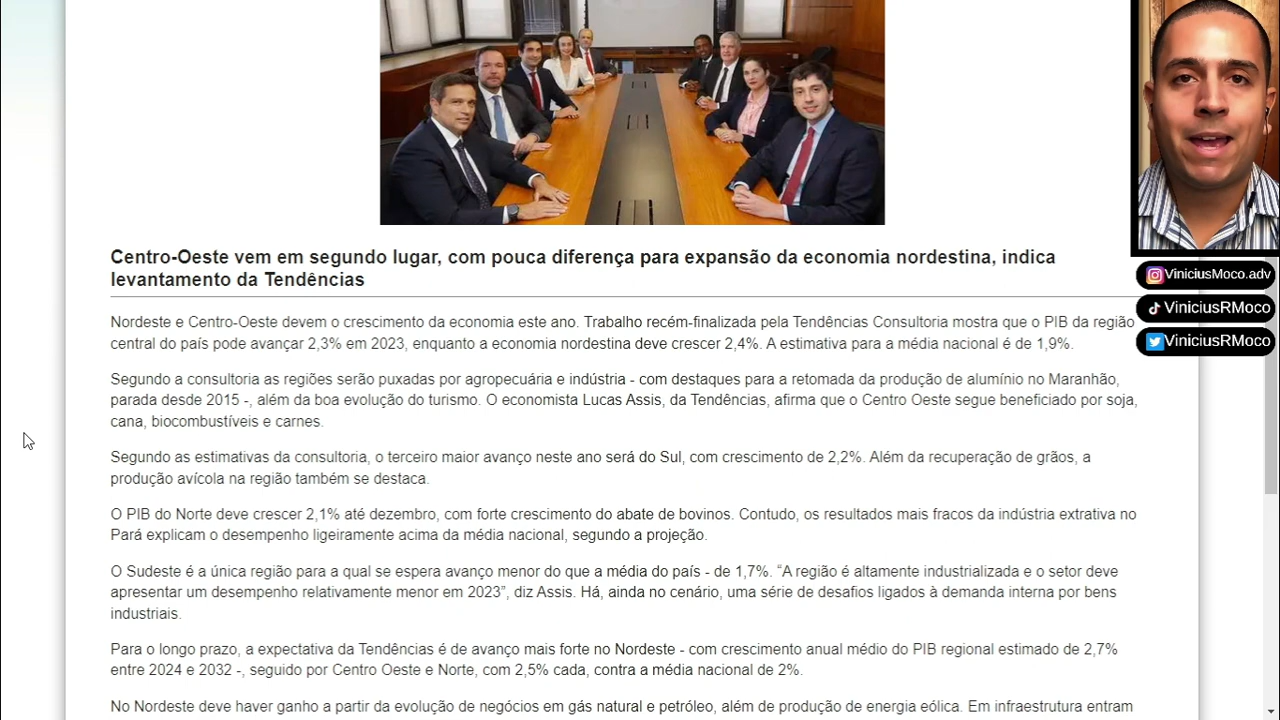 Centro-Oeste vem em segundo lugar, com pouca diferença para expansão da economia nordestina, indica
levantamento da Tendências
Nordeste e Centro-Oeste devem o crescimento da economia este ano. Trabalho recém-finalizada pela Tendências Consultoria mostra que o PIB da região
central do país pode avançar 2,3% em 2023, enquanto a economia nordestina deve crescer 2,4%. A estimativa para a média nacional é de 1,9%.
Segundo a consultoria as regiões serão puxadas por agropecuária e indústria - com destaques para a retomada da produção de alumínio no Maranhão,
parada desde 2015 -, além da boa evolução do turismo. O economista Lucas Assis, da Tendências, afirma que o Centro Oeste segue beneficiado por soja,
cana, biocombustíveis e carnes.
Segundo as estimativas da consultoria, o terceiro maior avanço neste ano será do Sul, com crescimento de 2,2%. Além da recuperação de grãos, a
produção avícola na região também se destaca.
O PIB do Norte deve crescer 2,1% até dezembro, com forte crescimento do abate de bovinos. Contudo, os resultados mais fracos da indústria extrativa no
Pará explicam o desempenho ligeiramente acima da média nacional, segundo a projeção.
O Sudeste é a única região para a qual se espera avanço menor do que a média do país - de 1,7%. “A região é altamente industrializada e o setor deve
apresentar um desempenho relativamente menor em 2023”, diz Assis. Há, ainda no cenário, uma série de desafios ligados à demanda interna por bens
industriais.
Para o longo prazo, a expectativa da Tendências é de avanço mais forte no Nordeste - com crescimento anual médio do PIB regional estimado de 2,7%
entre 2024 e 2032 -, seguido por Centro Oeste e Norte, com 2,5% cada, contra a média nacional de 2%.
No Nordeste deve haver ganho a partir da evolução de negócios em gás natural e petróleo, além de produção de energia eólica. Em infraestrutura entram
ViniciusMoco.adv
ViniciusRMoco
ViniciusRMoco